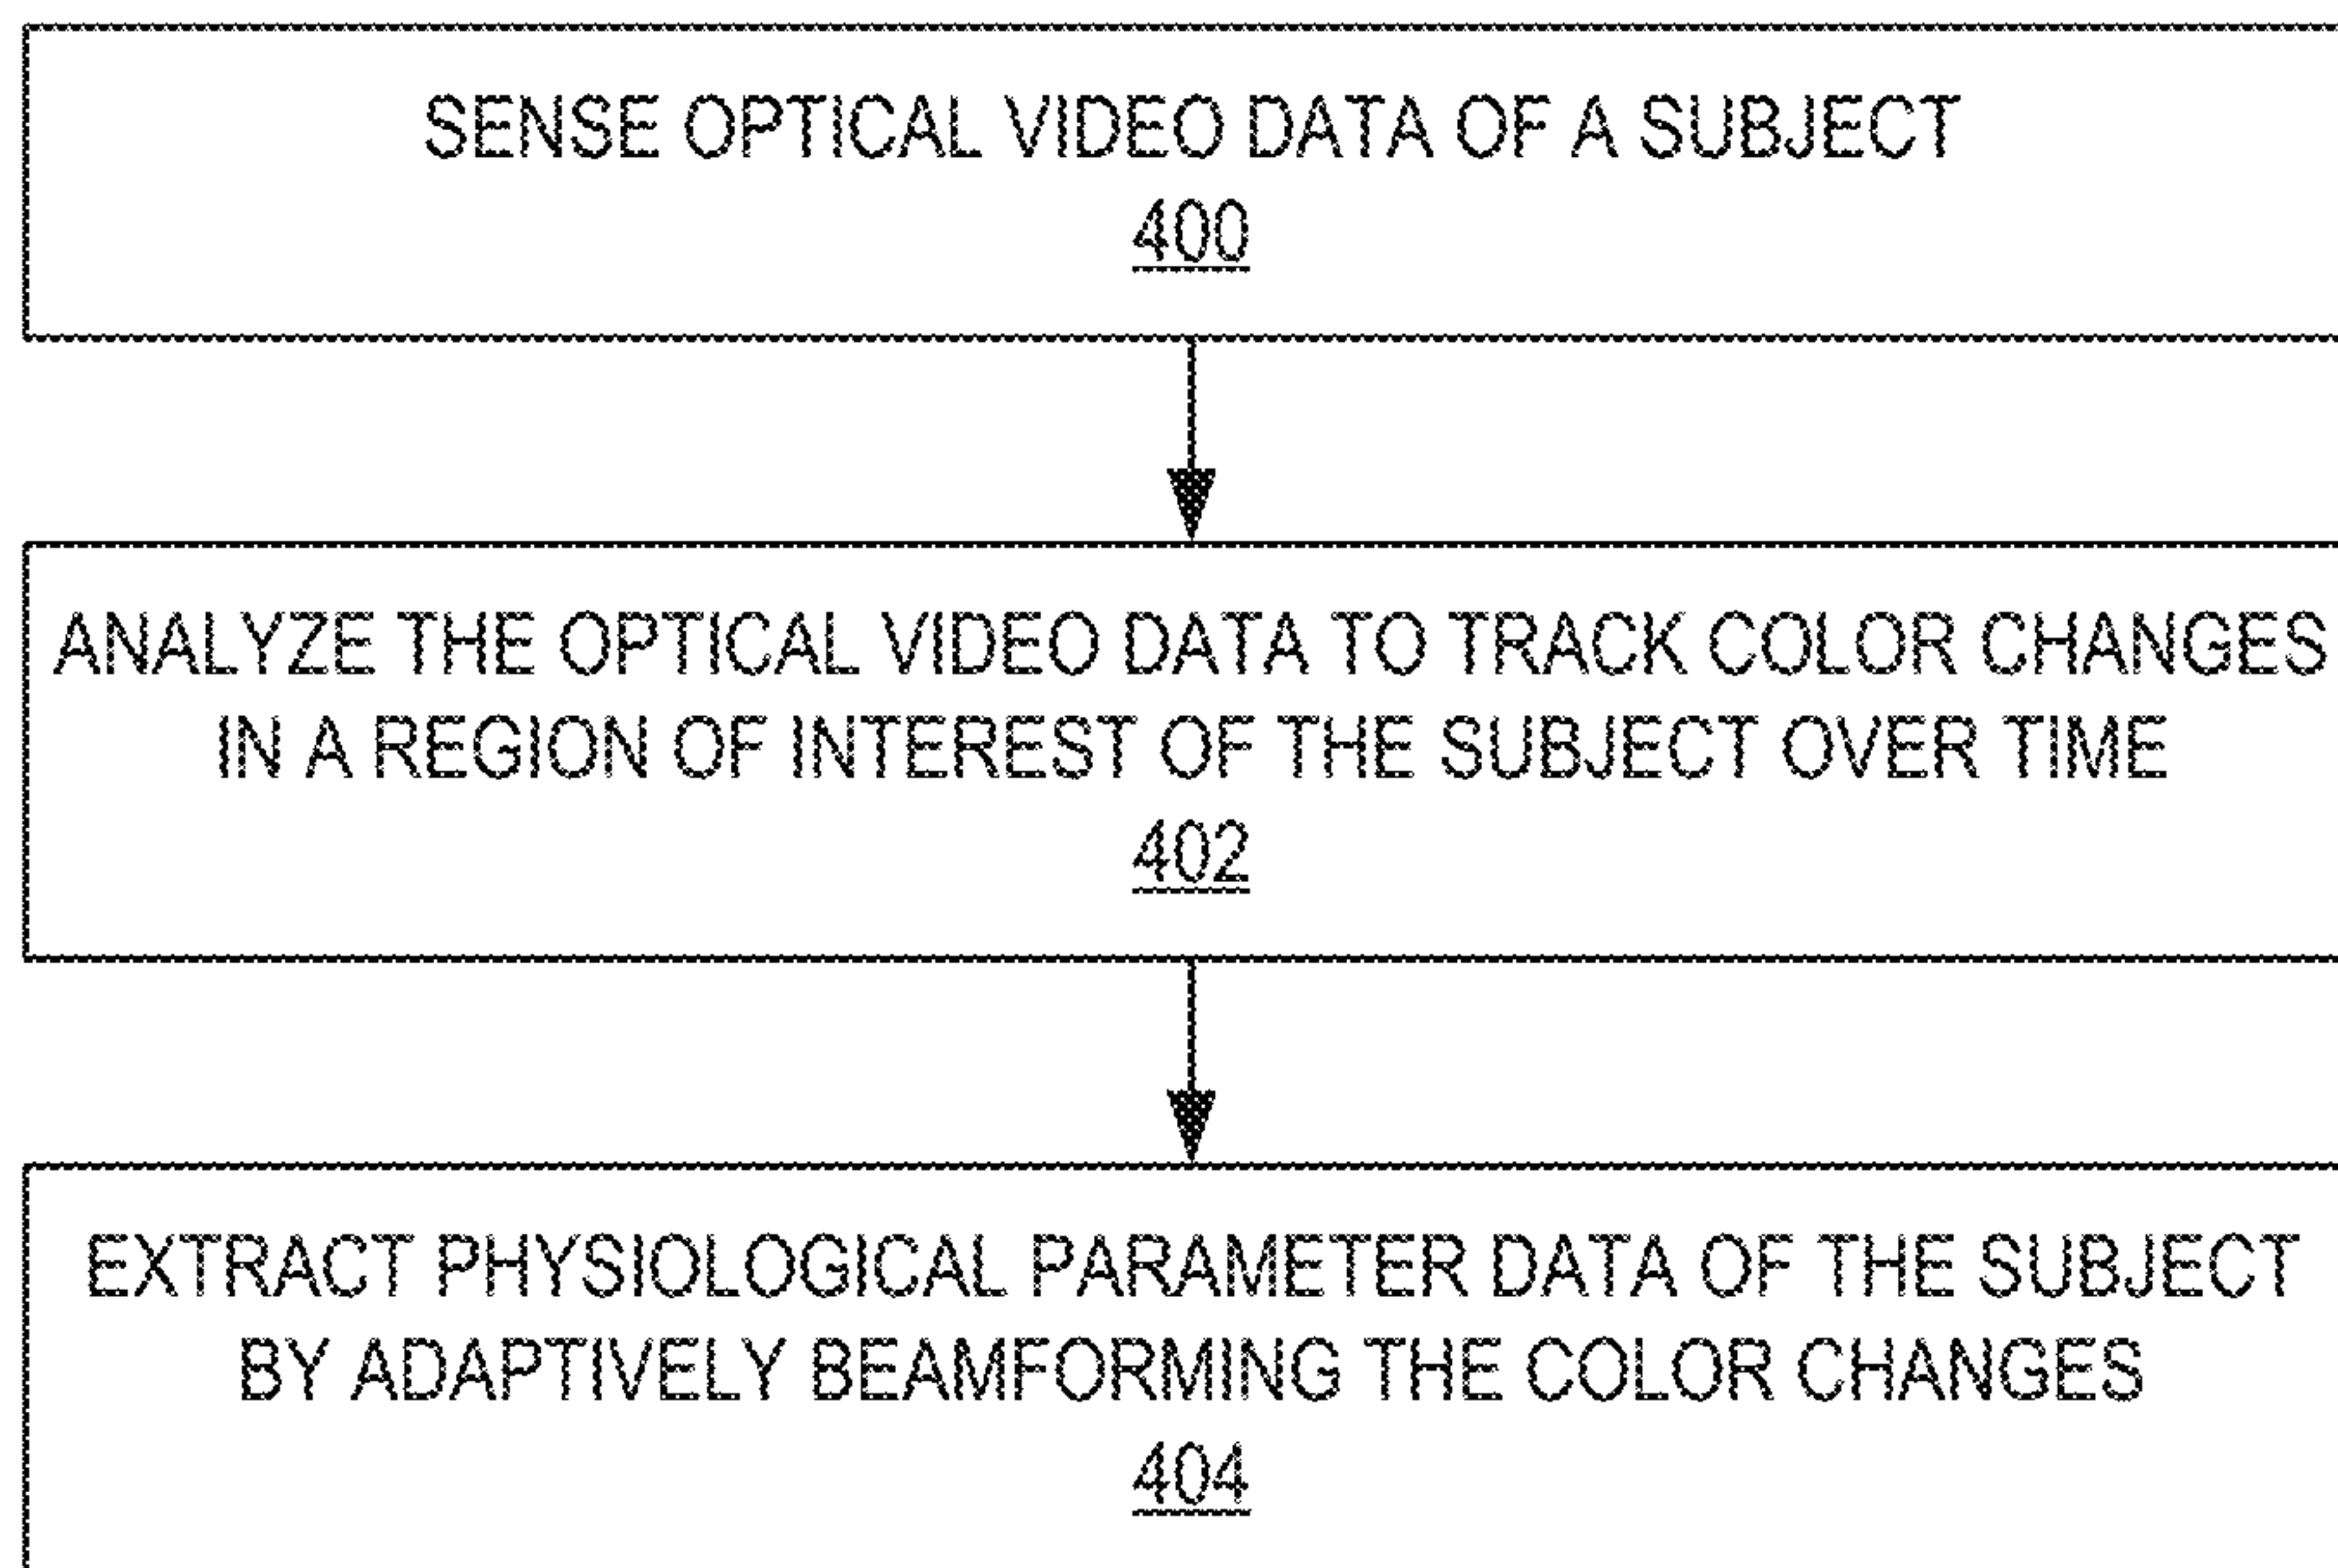 SENSE OPTICAL VIDEO DATA OF A SUBJECT
400
ANALYZE THE OPTICAL VIDEO DATA TO TRACK COLOR CHANGES
IN A REGION OF INTEREST OF THE SUBJECT OVER TIME
402
EXTRACT PHYSIOLOGICAL PARAMETER DATA OF THE SUBJECT
BY ADAPTIVELY BEAMFORMING THE COLOR CHANGES
404